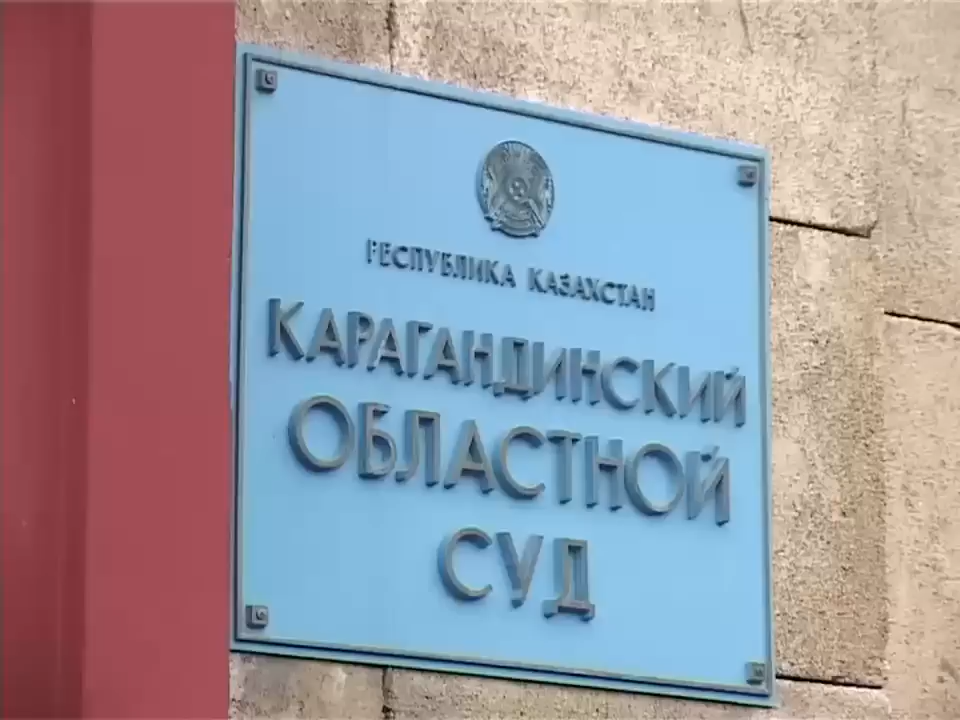 РЕСПУБЛИКА КАЗАХСТАН
КАРАГАНДИНСКИЙ
ОБЛАСТНОЙ
СУД